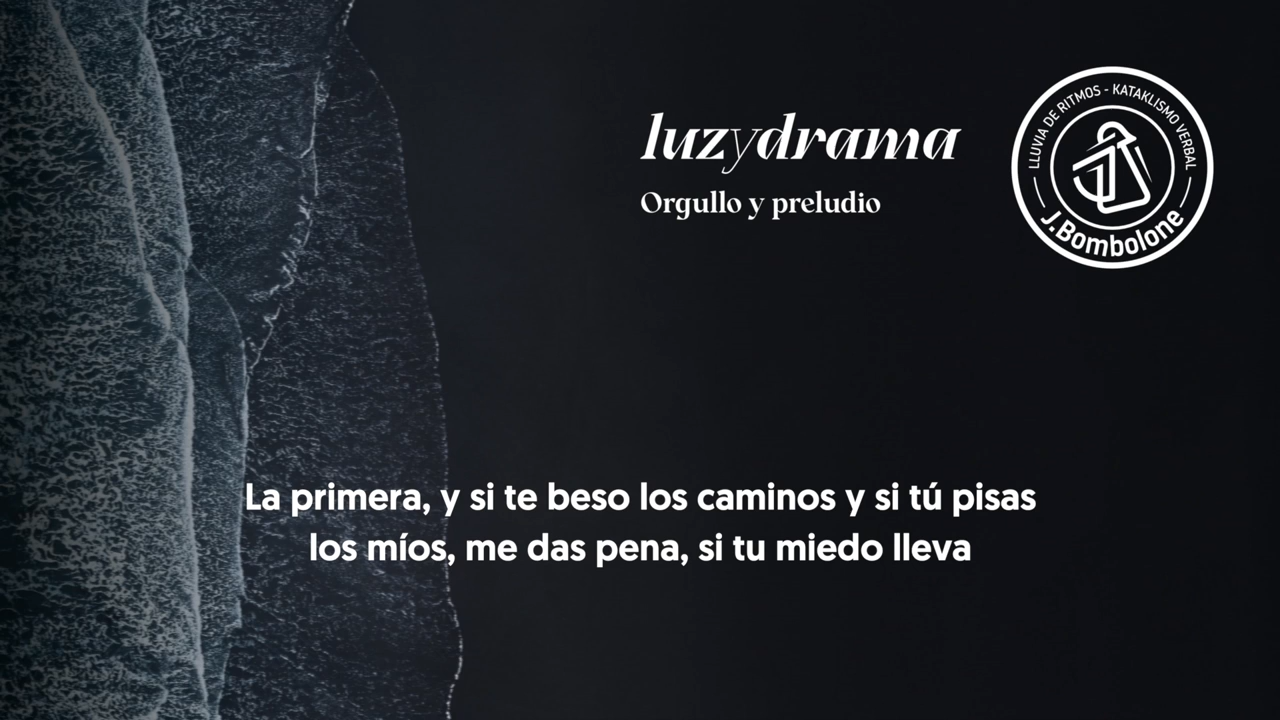 luzydrama
Orgullo y preludio
LLUVIA DE RITMOS - KATAKLISMO VERBAL
J.Bombolone
La primera, y si te beso los caminos y si tú pisas
los míos, me das pena, si tu miedo lleva